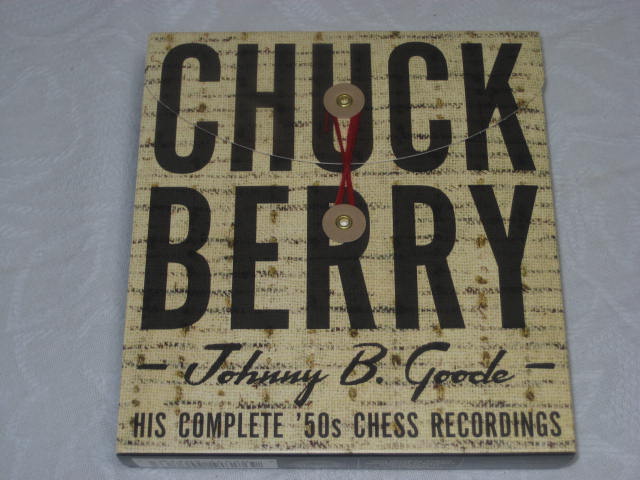 CHUCK
BERRY
- Johnny B. Goode -
HIS COMPLETE '50s CHESS RECORDINGS